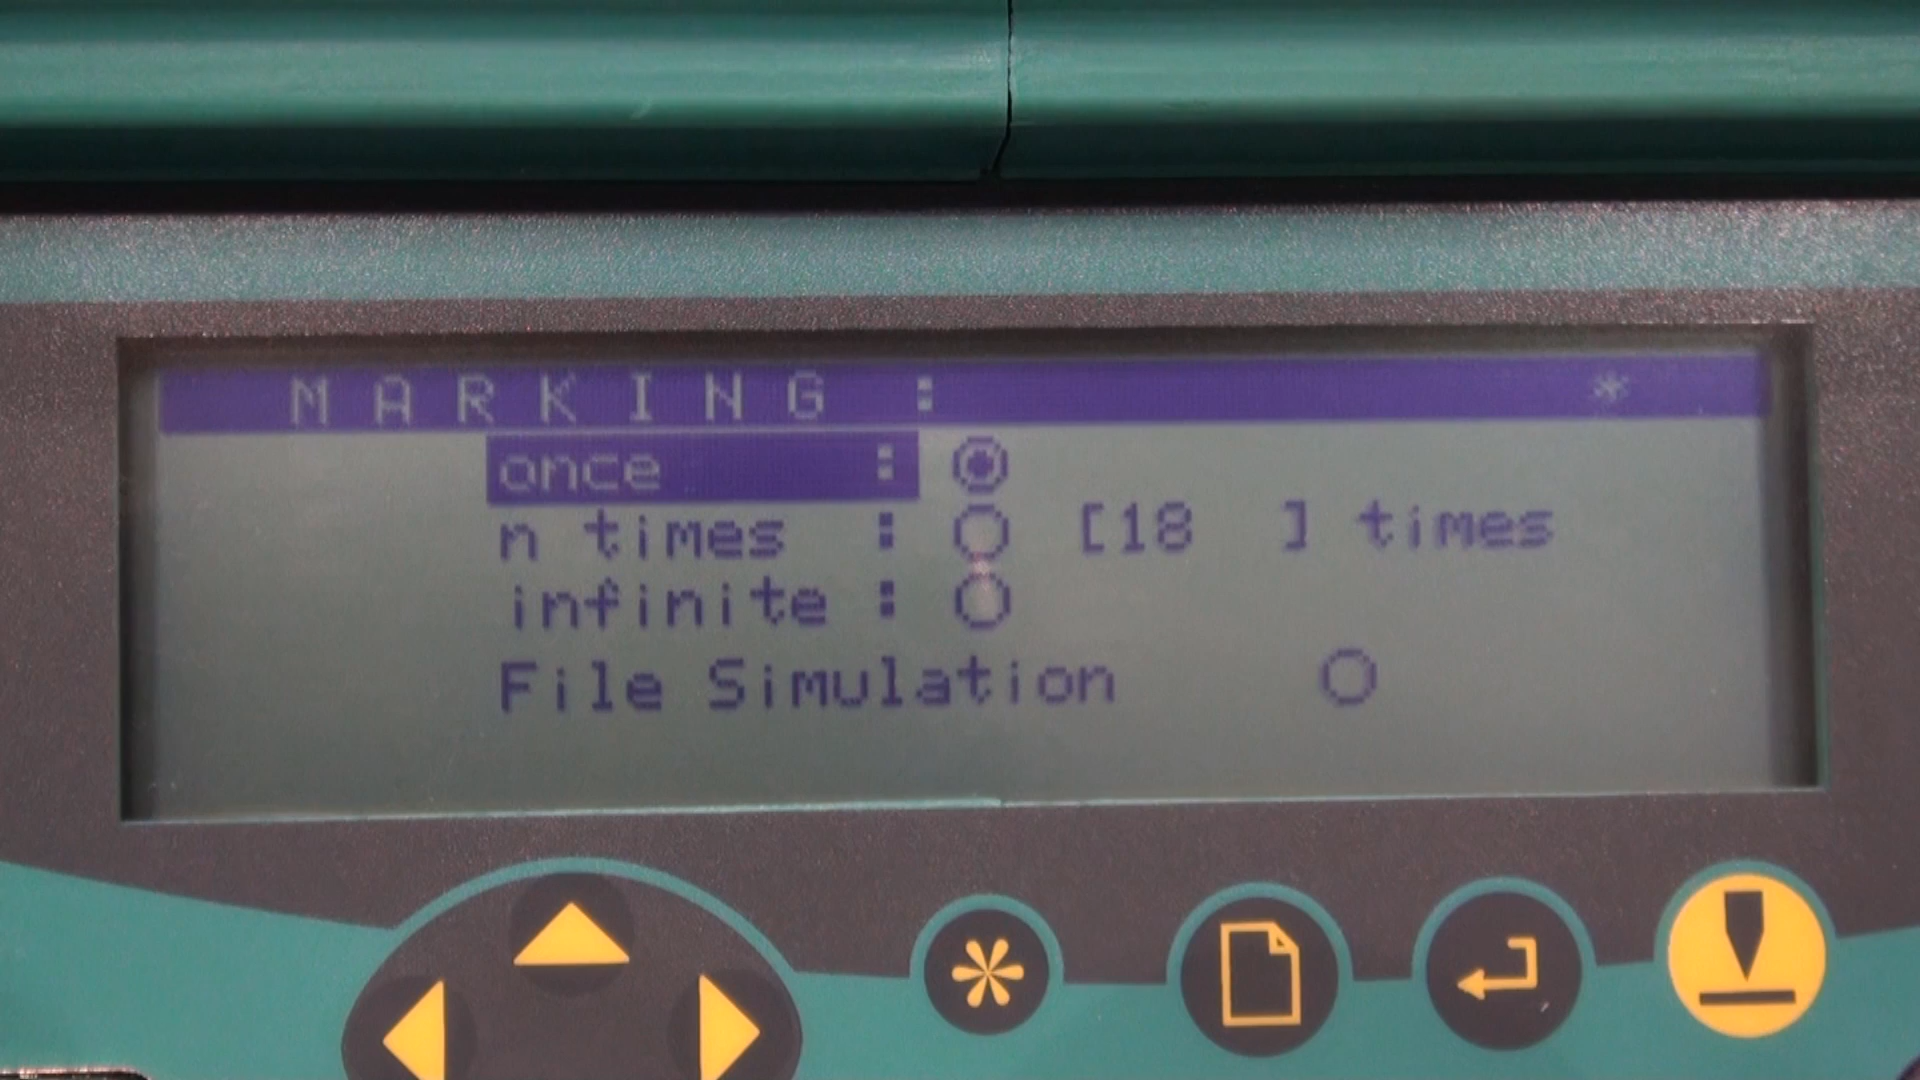 MARKING : *
once :
n times : [18 ] times
infinite :
File Simulation